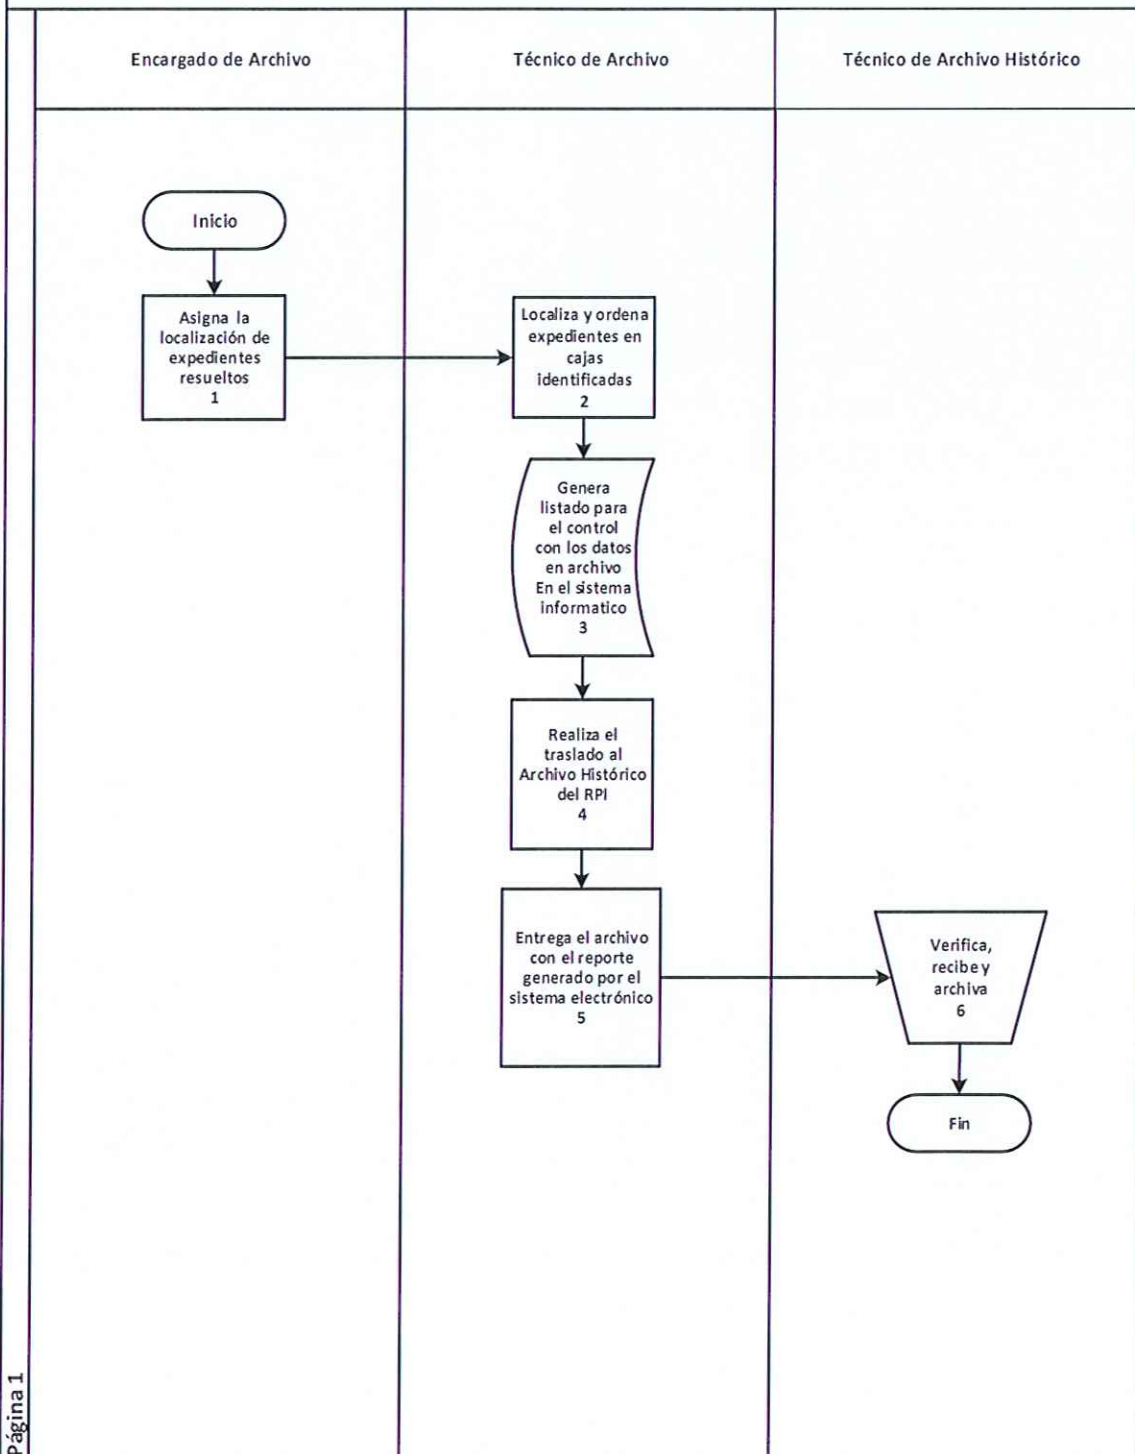 Encargado de Archivo
Técnico de Archivo
Técnico de Archivo Histórico
Inicio
Asigna la
localización de
expedientes
resueltos
1
Localiza y ordena
expedientes en
cajas
identificadas
2
Genera
listado para
el control
con los datos
en archivo
En el sistema
informatico
3
Realiza el
traslado al
Archivo Histórico
del RPI
4
Entrega el archivo
con el reporte
generado por el
sistema electrónico
5
Verifica,
recibe y
archiva
6
Fin
Página 1